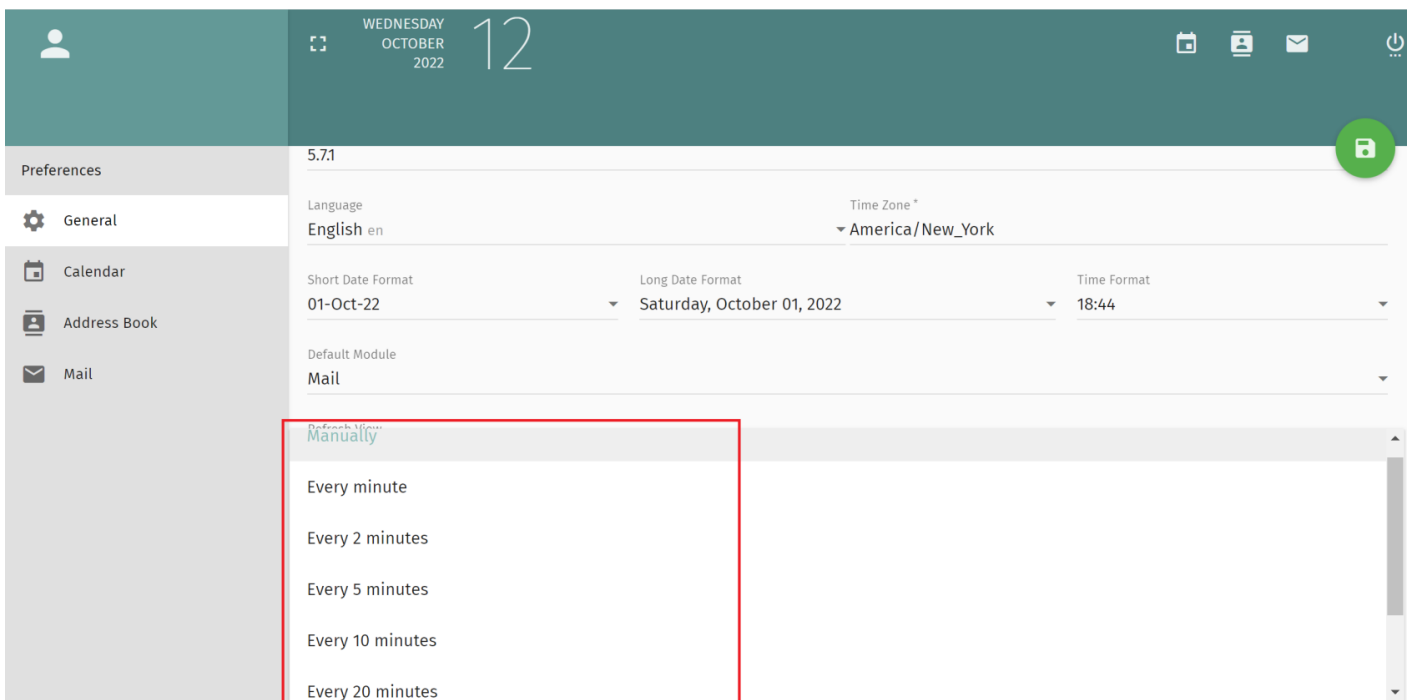 WEDNESDAY
OCTOBER
2022
12
Preferences
General
Calendar
Address Book
Mail
5.7.1
Language
English en
Time Zone *
America/New_York
Short Date Format
01-Oct-22
Long Date Format
Saturday, October 01, 2022
Time Format
18:44
Default Module
Mail
Refresh View
Manually
Every minute
Every 2 minutes
Every 5 minutes
Every 10 minutes
Every 20 minutes